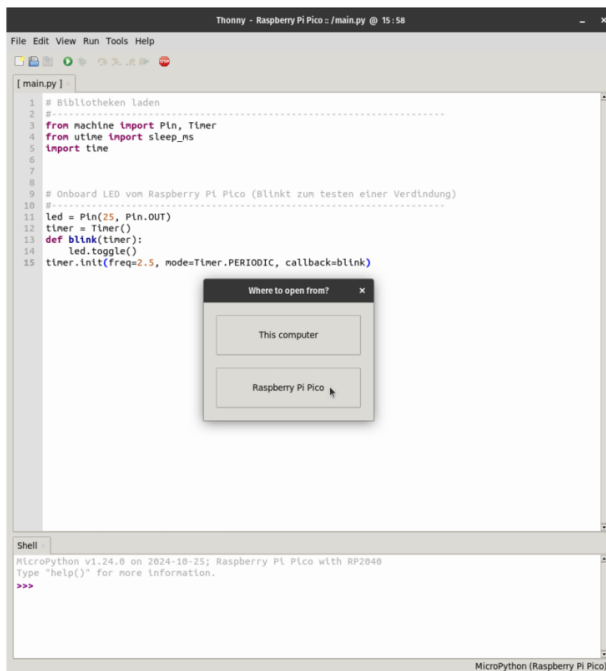 Thonny - Raspberry Pi Pico :: /main.py @ 15 : 58
File Edit View Run Tools Help
STOP
[ main.py ]
1 # Bibliotheken laden
2 #---------------------------------------------------------------------------
3 from machine import Pin, Timer
4 from utime import sleep_ms
5 import time
6
7
8
9 # Onboard LED vom Raspberry Pi Pico (Blinkt zum testen einer Verdindung)
10 #---------------------------------------------------------------------------
11 led = Pin(25, Pin.OUT)
12 timer = Timer()
13 def blink(timer):
14     led.toggle()
15 timer.init(freq=2.5, mode=Timer.PERIODIC, callback=blink)
Where to open from?
This computer
Raspberry Pi Pico
Shell
MicroPython v1.24.0 on 2024-10-25; Raspberry Pi Pico with RP2040
Type "help()" for more information.
>>>
MicroPython (Raspberry Pi Pico)